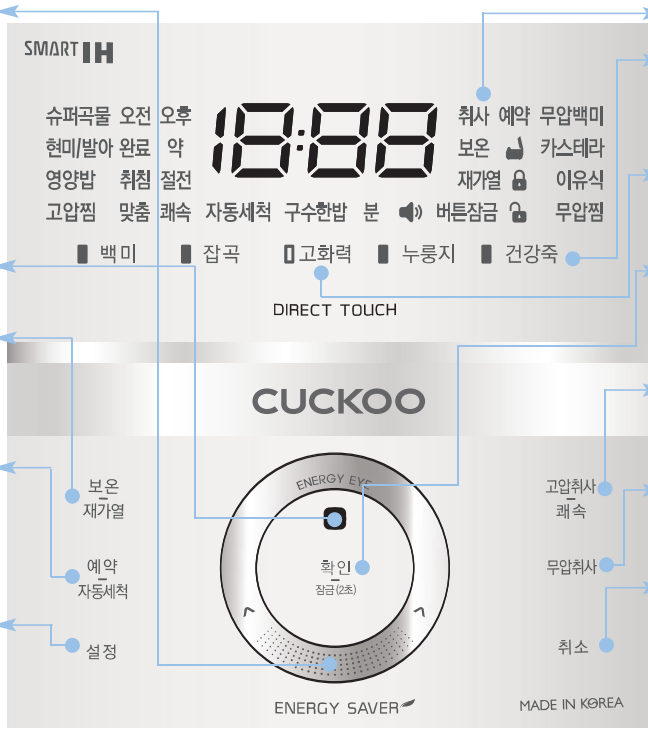 SMART IH
슈퍼곡물 오전 오후 18:88 취사 예약 무압백미
현미/발아 완료 약 보온 카스테라
영양밥 취침 절전 재가열 이유식
고압찜 맞춤 쾌속 자동세척 구수한밥 분 버튼잠금 무압찜
백미 잡곡 고화력 누룽지 건강죽
DIRECT TOUCH
CUCKOO
ENERGY EYE
보온
재가열
고압취사
쾌속
확인
잠금(2초)
예약
자동세척
무압취사
설정
취소
ENERGY SAVER
MADE IN KOREA